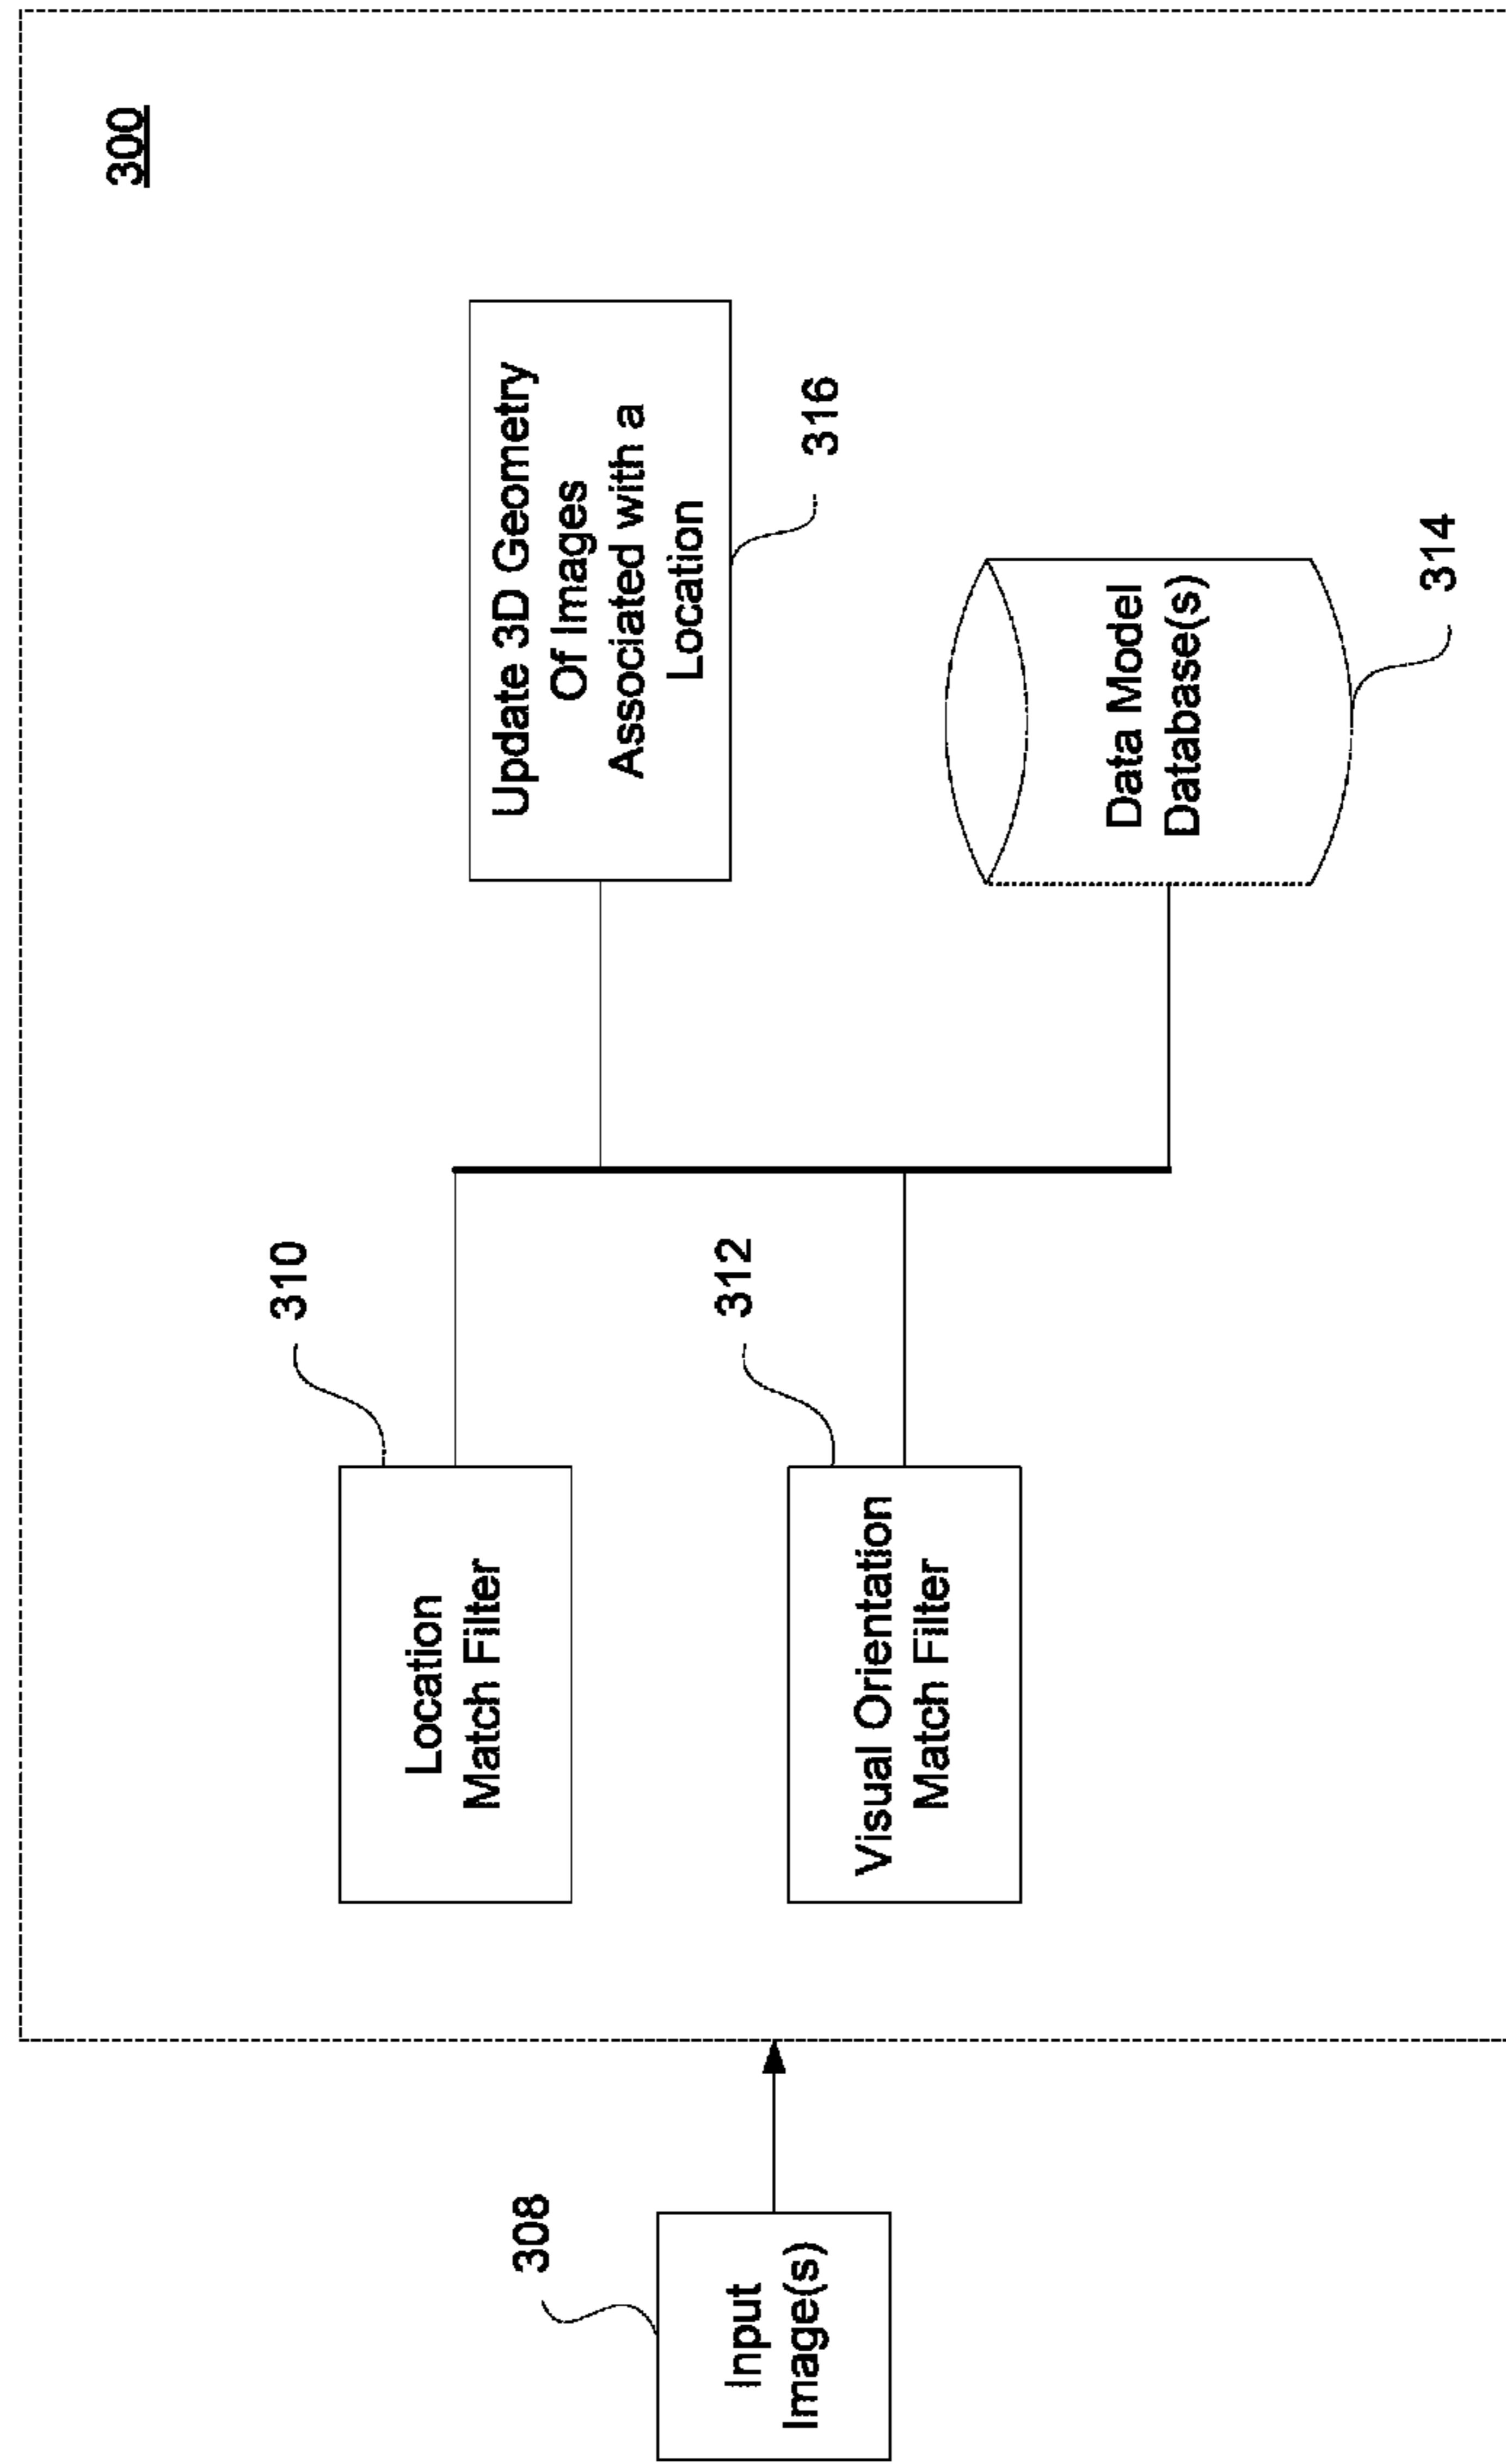 300
310
Location
Match Filter
Update 3D Geometry
Of Images
Associated with a
Location
316
308
Input
Image(s)
312
Visual Orientation
Match Filter
Data Model
Database(s)
314